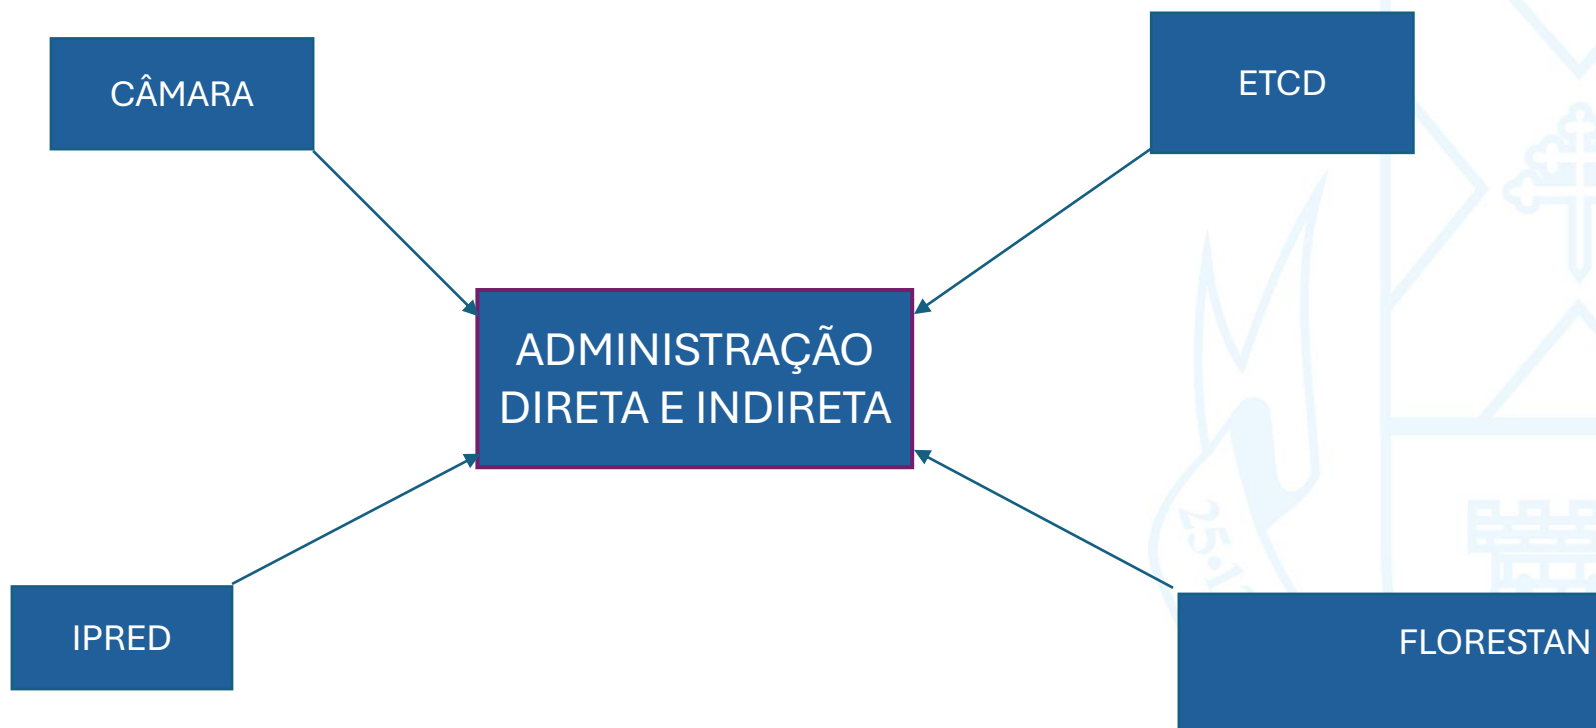 CÂMARA
ETCD
ADMINISTRAÇÃO
DIRETA E INDIRETA
IPRED
FLORESTAN